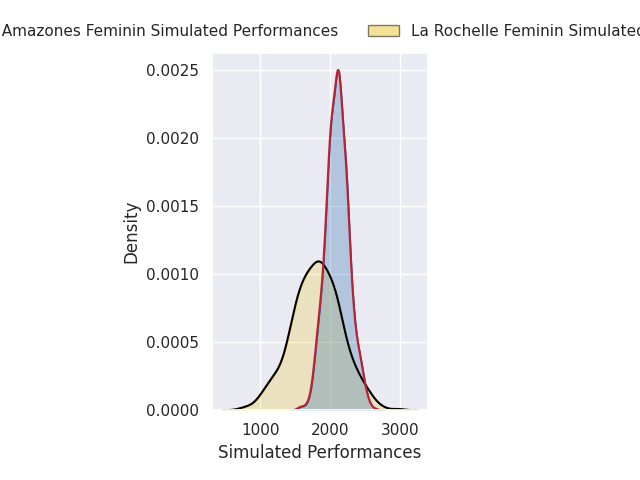 Amazones Feminin Simulated Performances
La Rochelle Feminin Simulated
0.0025
0.0020
0.0015
0.0010
0.0005
0.0000
Density
1000 2000 3000
Simulated Performances